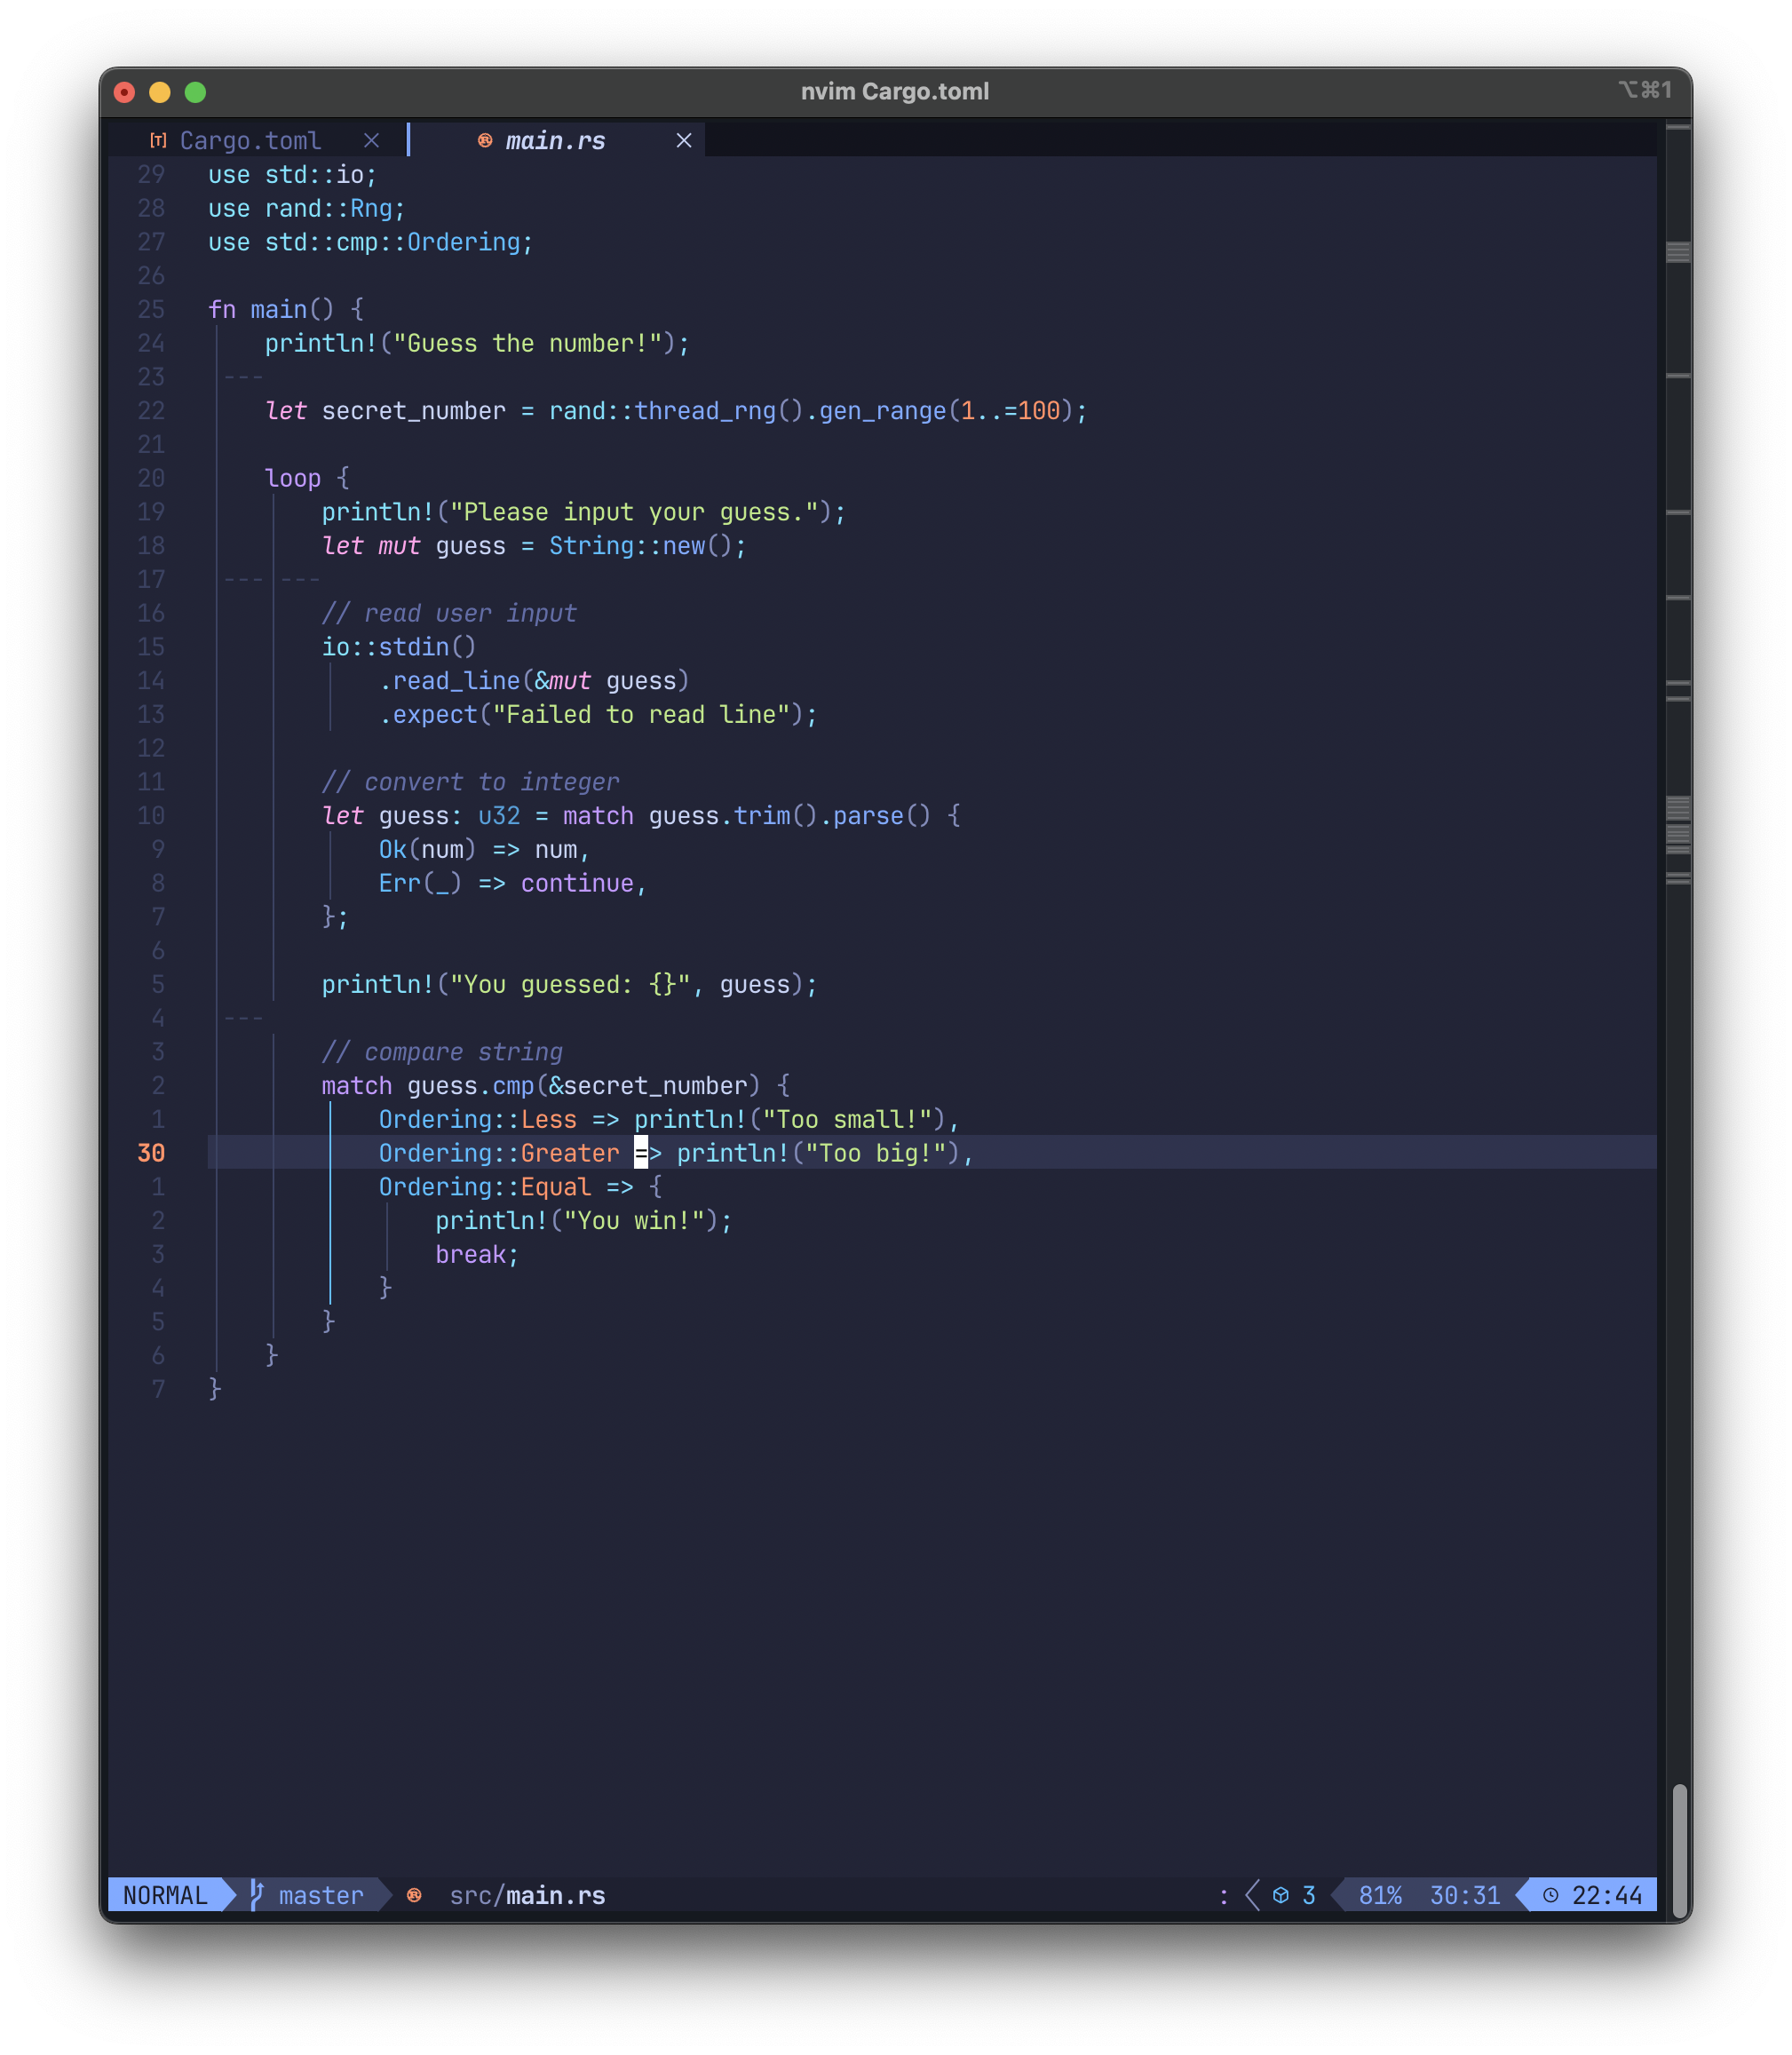 nvim Cargo.toml ⌥⌘1
[T] Cargo.toml × main.rs ×
29 use std::io;
28 use rand::Rng;
27 use std::cmp::Ordering;
26
25 fn main() {
24     println!("Guess the number!");
23 ---
22     let secret_number = rand::thread_rng().gen_range(1..=100);
21
20     loop {
19         println!("Please input your guess.");
18         let mut guess = String::new();
17 --- ---
16         // read user input
15         io::stdin()
14             .read_line(&mut guess)
13             .expect("Failed to read line");
12
11         // convert to integer
10         let guess: u32 = match guess.trim().parse() {
9             Ok(num) => num,
8             Err(_) => continue,
7         };
6
5         println!("You guessed: {}", guess);
4 ---
3         // compare string
2         match guess.cmp(&secret_number) {
1             Ordering::Less => println!("Too small!"),
30             Ordering::Greater => println!("Too big!"),
1             Ordering::Equal => {
2                 println!("You win!");
3                 break;
4             }
5         }
6     }
7 }
NORMAL master src/main.rs : 3 81% 30:31 22:44